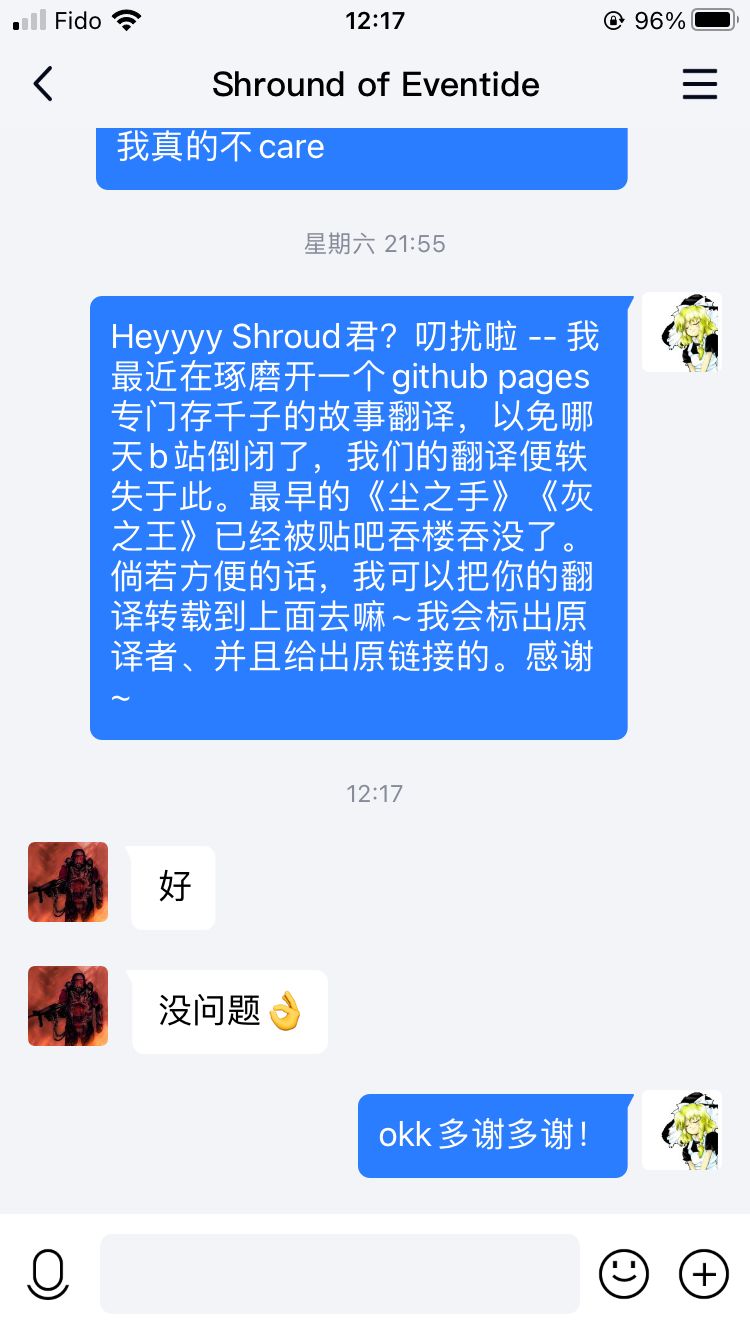 Fido 12:17 96%
Shround of Eventide
我真的不care
星期六 21:55
Heyyyy Shroud君？叨扰啦 -- 我
最近在琢磨开一个github pages
专门存千子的故事翻译，以免哪
天b站倒闭了，我们的翻译便轶
失于此。最早的《尘之手》《灰
之王》已经被贴吧吞楼吞没了。
倘若方便的话，我可以把你的翻
译转载到上面去嘛~我会标出原
译者、并且给出原链接的。感谢
~
12:17
好
没问题👌
okk多谢多谢！